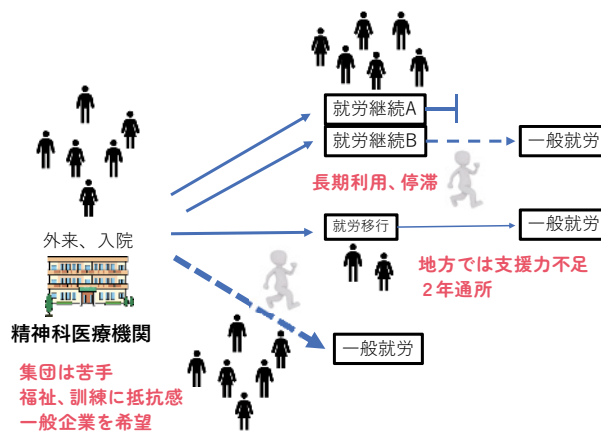 就労継続A
就労継続B
一般就労
長期利用、停滞
就労移行
一般就労
地方では支援力不足
２年通所
外来、入院
精神科医療機関
集団は苦手
福祉、訓練に抵抗感
一般企業を希望
一般就労